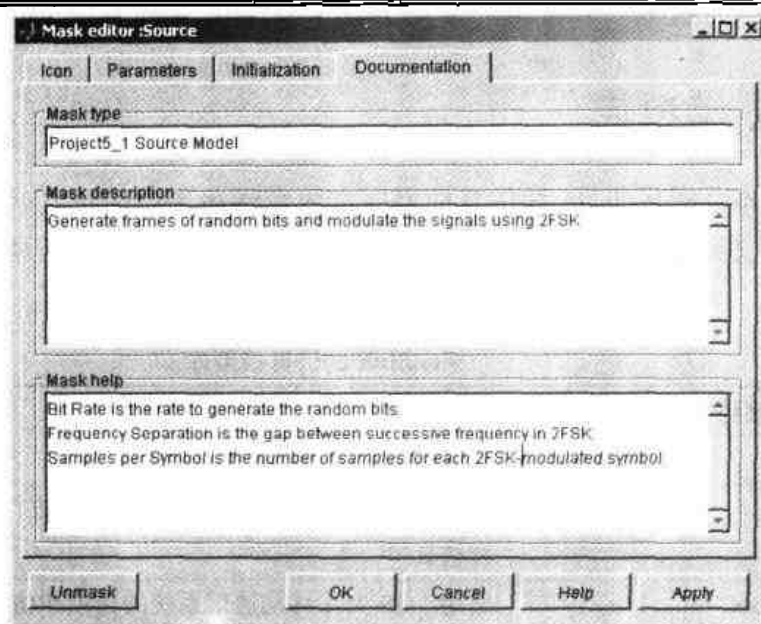 Mask editor :Source
Icon Parameters Initialization Documentation
Mask type
Project5_1 Source Model
Mask description
Generate frames of random bits and modulate the signals using 2FSK
Mask help
Bit Rate is the rate to generate the random bits.
Frequency Separation is the gap between successive frequency in 2FSK.
Samples per Symbol is the number of samples for each 2FSK-modulated symbol
Unmask OK Cancel Help Apply